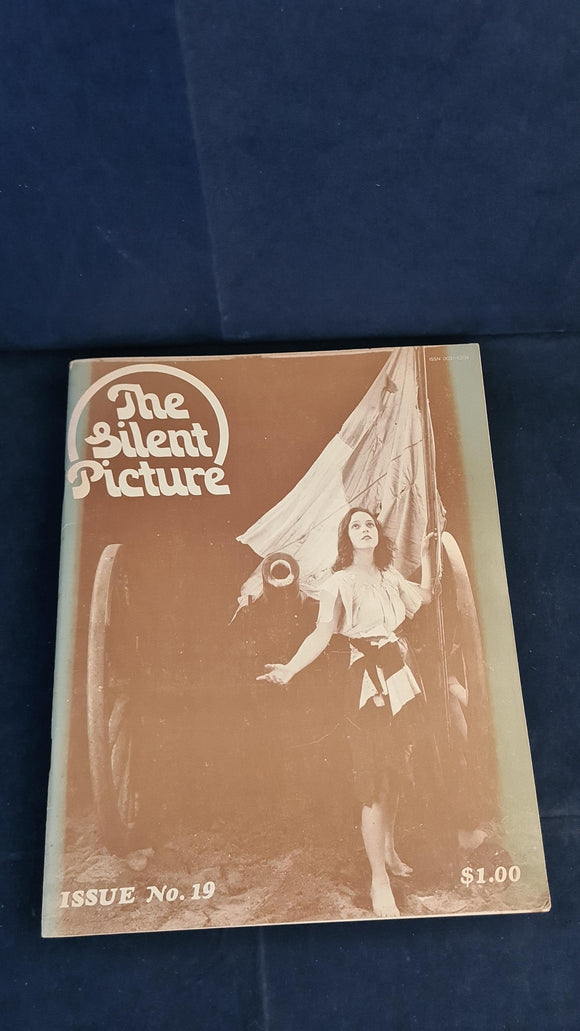 The
Silent
Picture
ISSUE No. 19
$1.00